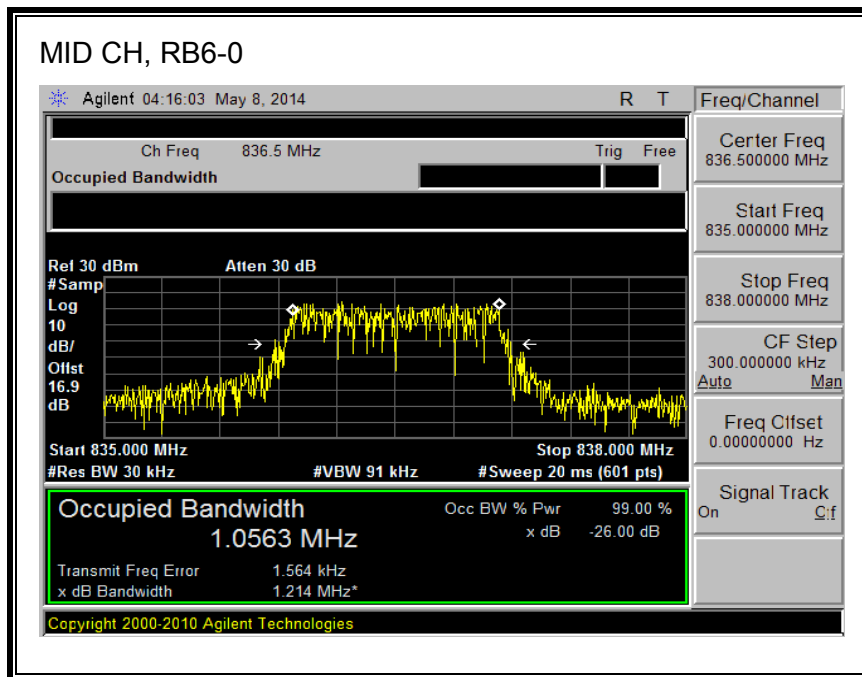 MID CH, RB6-0
Agilent 04:16:03 May 8, 2014 R T
Freq/Channel
Ch Freq 836.5 MHz Trig Free
Occupied Bandwidth
Center Freq
836.500000 MHz
Start Freq
835.000000 MHz
Stop Freq
838.000000 MHz
CF Step
300.000000 kHz
Auto Man
Freq Offset
0.00000000 Hz
Signal Track
On Off
Ref 30 dBm Atten 30 dB
#Samp
Log
10
dB/
Offst
16.9
dB
Start 835.000 MHz Stop 838.000 MHz
#Res BW 30 kHz #VBW 91 kHz #Sweep 20 ms (601 pts)
Occupied Bandwidth
1.0563 MHz
Occ BW % Pwr 99.00 %
x dB -26.00 dB
Transmit Freq Error 1.564 kHz
x dB Bandwidth 1.214 MHz*
Copyright 2000-2010 Agilent Technologies